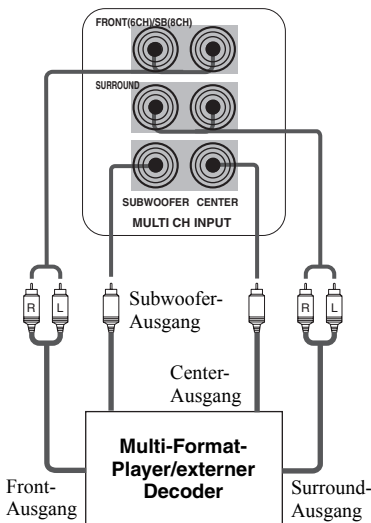 FRONT(6CH)/SB(8CH)
SURROUND
SUBWOOFER CENTER
MULTI CH INPUT
R L
R L
Subwoofer-
Ausgang
Center-
Ausgang
Multi-Format-
Player/externer
Decoder
Front-
Ausgang
Surround-
Ausgang